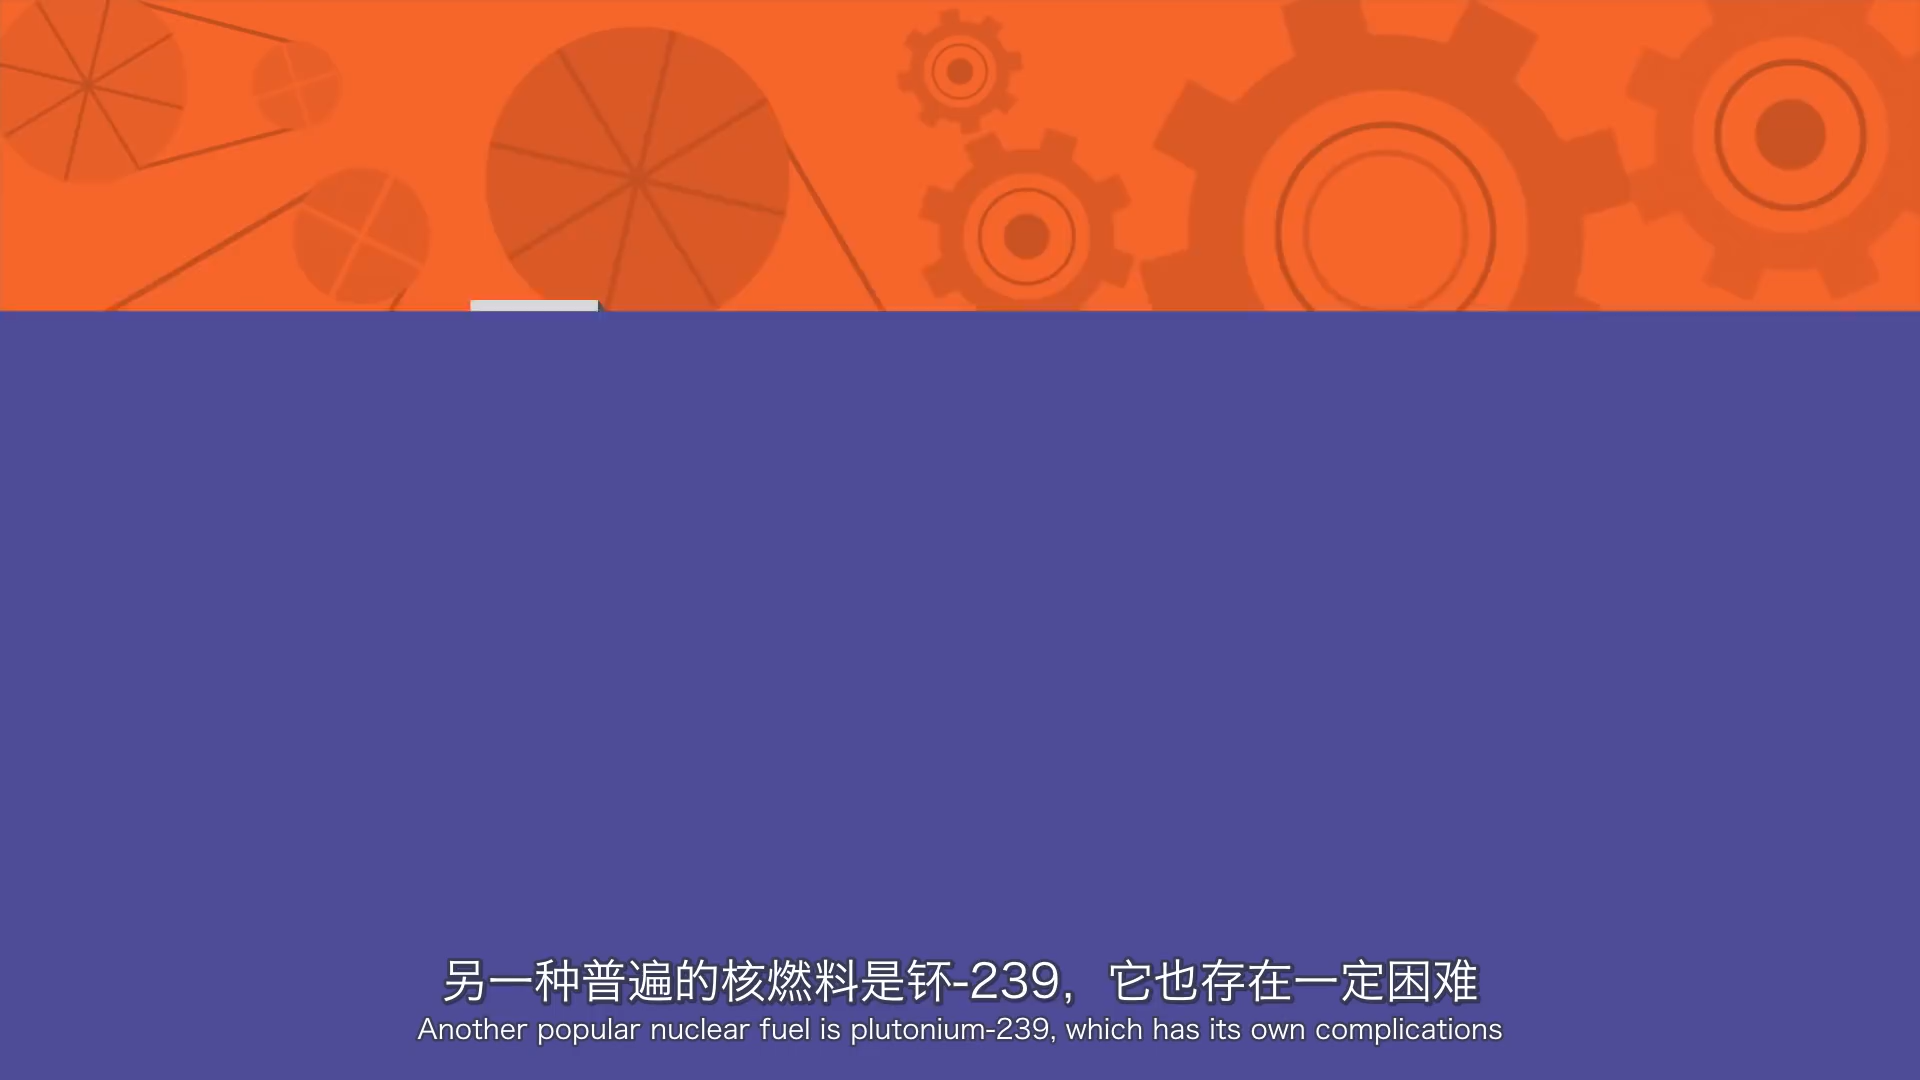 另一种普遍的核燃料是钚-239，它也存在一定困难
Another popular nuclear fuel is plutonium-239, which has its own complications